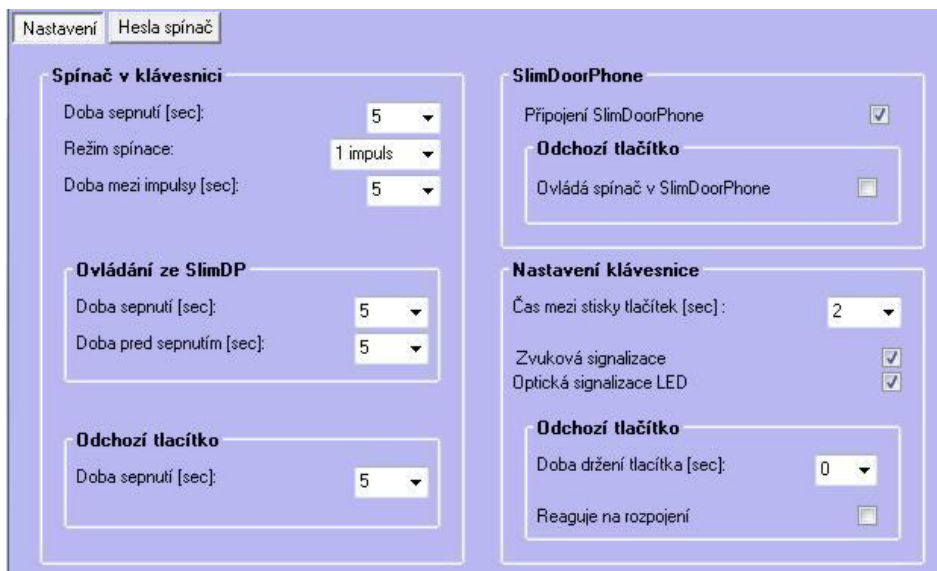 Nastavení Hesla spínač
Spínač v klávesnici
Doba sepnutí [sec]: 5
Režim spínace: 1 impuls
Doba mezi impulsy [sec]: 5
Ovládání ze SlimDP
Doba sepnutí [sec]: 5
Doba pred sepnutím [sec]: 5
Odchozí tlacítko
Doba sepnutí [sec]: 5
SlimDoorPhone
Připojení SlimDoorPhone
Odchozí tlačítko
Ovládá spínač v SlimDoorPhone
Nastavení klávesnice
Čas mezi stisky tlačítek [sec] : 2
Zvuková signalizace
Optická signalizace LED
Odchozí tlačítko
Doba držení tlacítka [sec]: 0
Reaguje na rozpojení